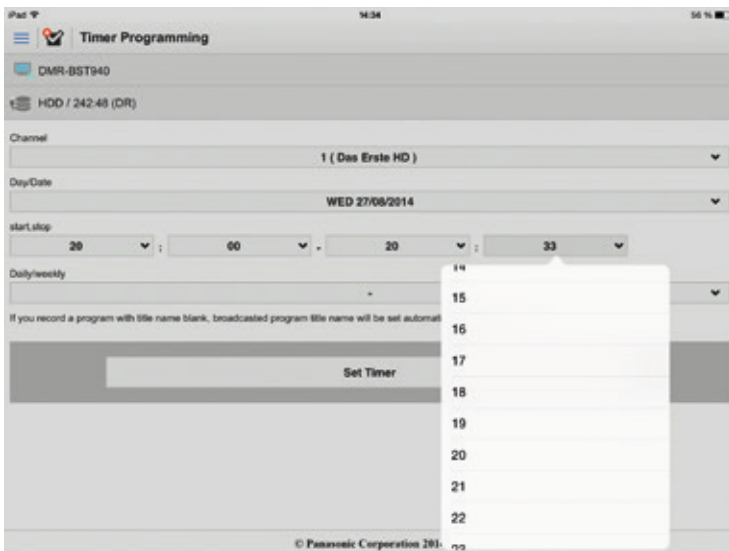 iPad 14:34 56 %
Timer Programming
DMR-BST940
HDD / 242:48 (DR)
Channel
1 ( Das Erste HD )
Day/Date
WED 27/08/2014
start,stop
20 : 00 - 20 : 33
Daily/weekly
-
If you record a program with title name blank, broadcasted program title name will be set
Set Timer
14
15
16
17
18
19
20
21
22
23
© Panasonic Corporation 201